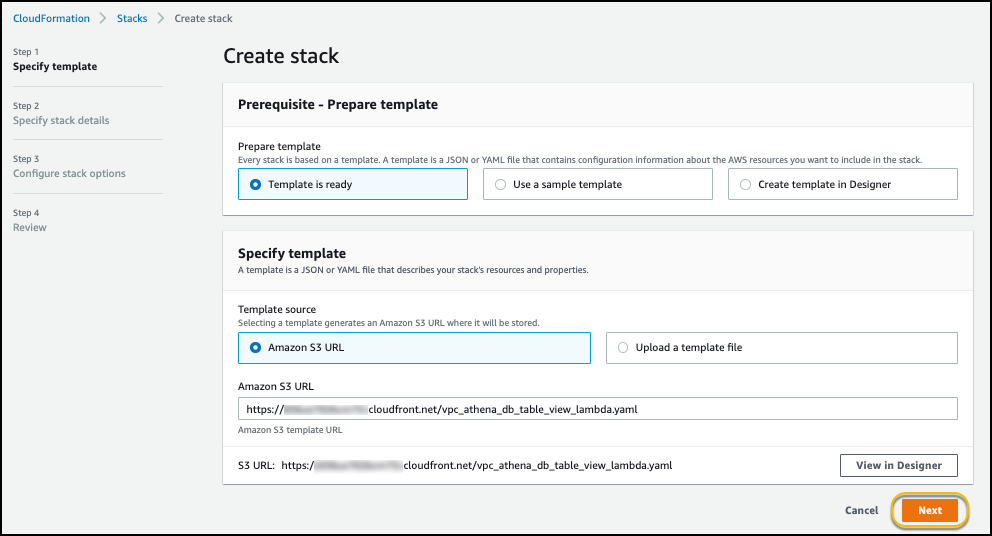 CloudFormation > Stacks > Create stack
Step 1
Specify template
Step 2
Specify stack details
Step 3
Configure stack options
Step 4
Review
Create stack
Prerequisite - Prepare template
Prepare template
Every stack is based on a template. A template is a JSON or YAML file that contains configuration information about the AWS resources you want to include in the stack.
Template is ready
Use a sample template
Create template in Designer
Specify template
A template is a JSON or YAML file that describes your stack's resources and properties.
Template source
Selecting a template generates an Amazon S3 URL where it will be stored.
Amazon S3 URL
Upload a template file
Amazon S3 URL
https:// cloudfront.net/vpc_athena_db_table_view_lambda.yaml
Amazon S3 template URL
S3 URL: https:// cloudfront.net/vpc_athena_db_table_view_lambda.yaml
View in Designer
Cancel
Next